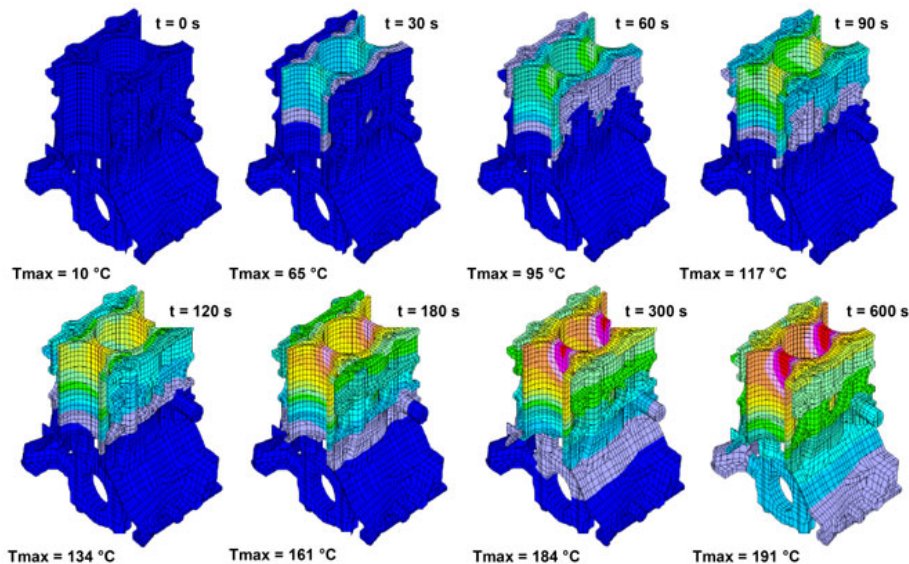 t = 0 s
t = 30 s
t = 60 s
t = 90 s
Tmax = 10 °C
Tmax = 65 °C
Tmax = 95 °C
Tmax = 117 °C
t = 120 s
t = 180 s
t = 300 s
t = 600 s
Tmax = 134 °C
Tmax = 161 °C
Tmax = 184 °C
Tmax = 191 °C